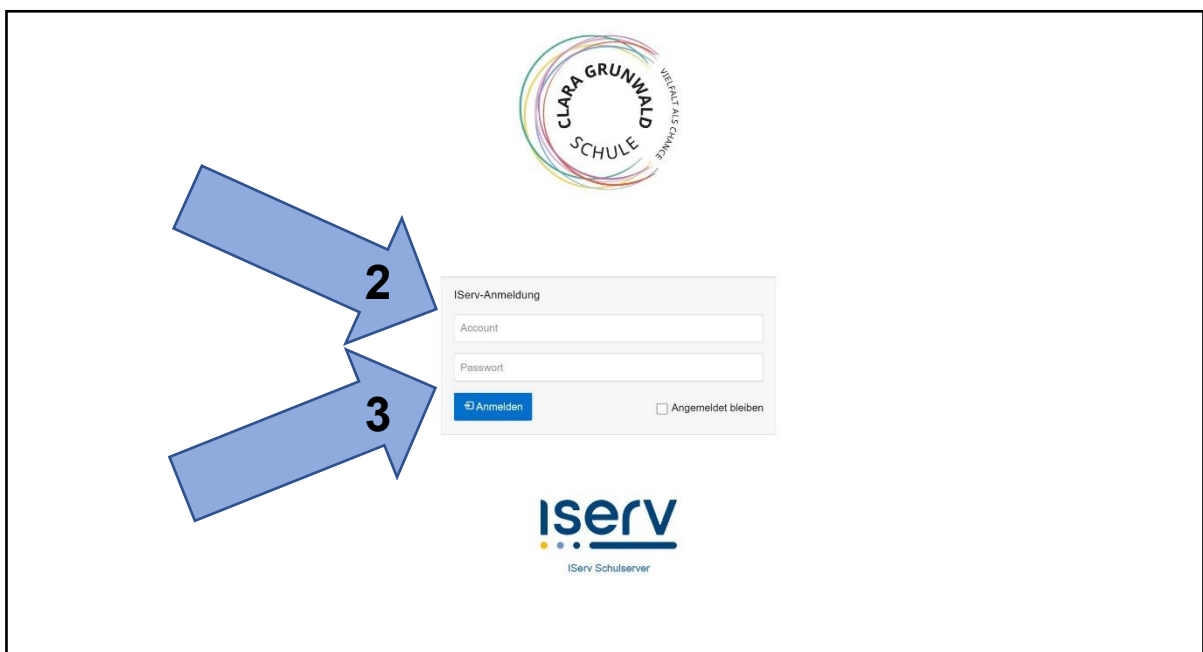 CLARA GRUNWALD
SCHULE
VIELFALT ALS CHANCE
2
IServ-Anmeldung
Account
Passwort
3
Anmelden
Angemeldet bleiben
Iserv
IServ Schulserver